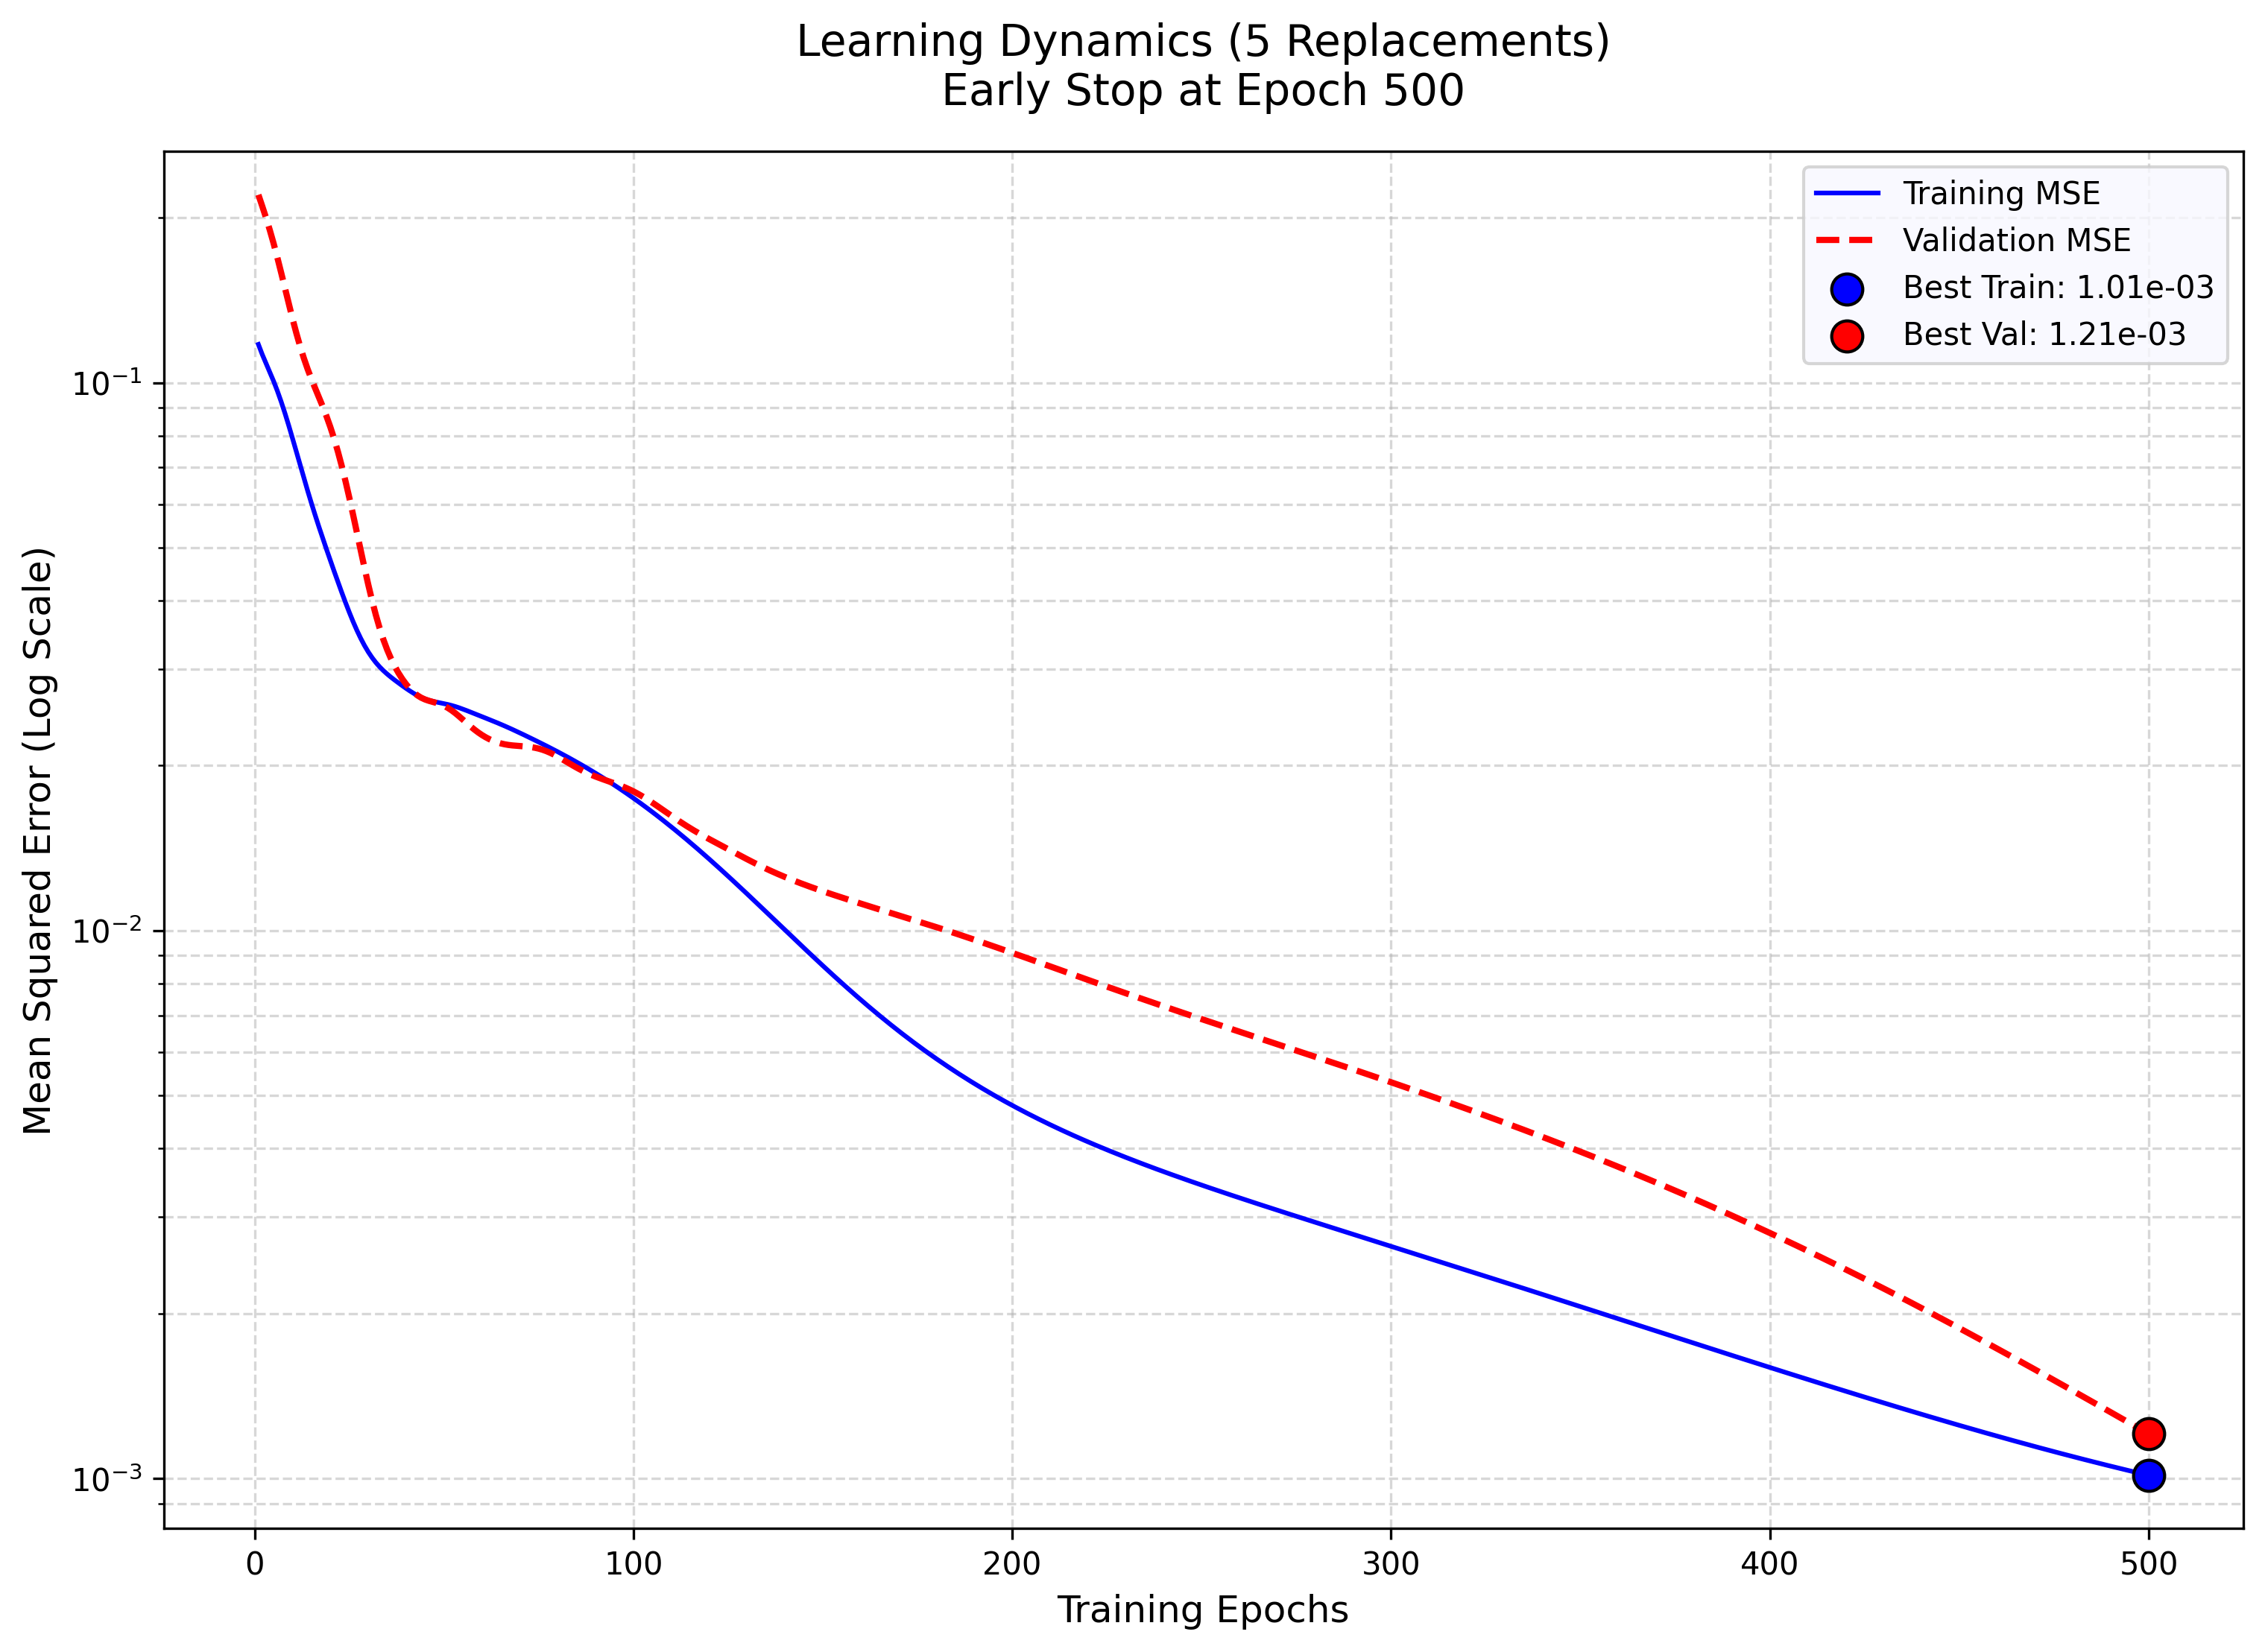 Learning Dynamics (5 Replacements)
Early Stop at Epoch 500
Training MSE
Validation MSE
Best Train: 1.01e-03
Best Val: 1.21e-03
Mean Squared Error (Log Scale)
10⁻¹
10⁻²
10⁻³
0 100 200 300 400 500
Training Epochs